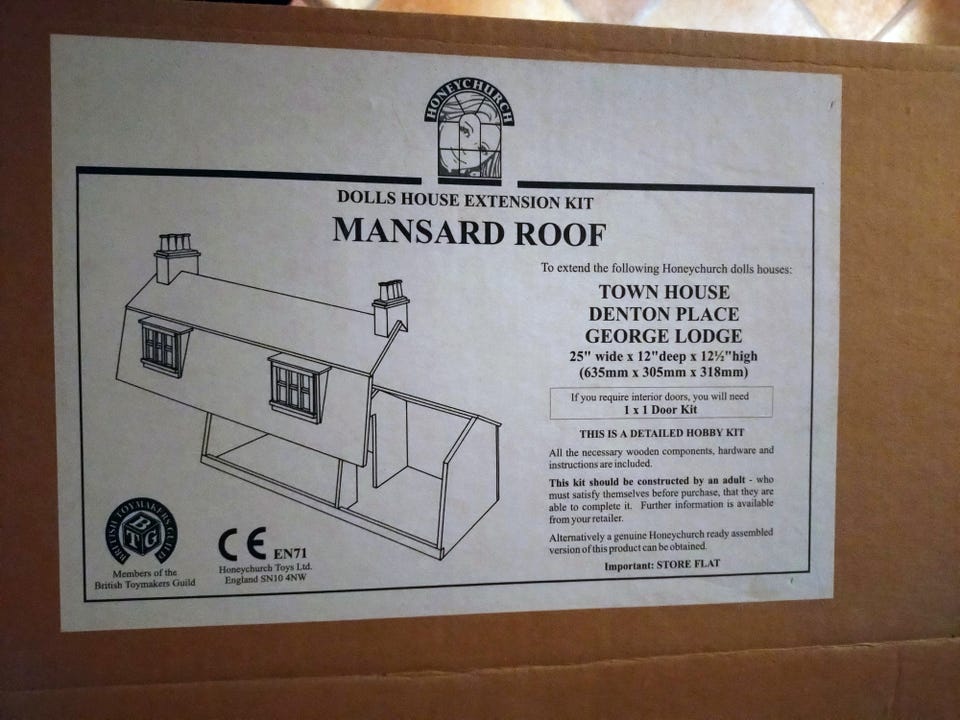 HONEYCHURCH
DOLLS HOUSE EXTENSION KIT
MANSARD ROOF
To extend the following Honeychurch dolls houses:
TOWN HOUSE
DENTON PLACE
GEORGE LODGE
25" wide x 12"deep x 12½"high
(635mm x 305mm x 318mm)
If you require interior doors, you will need
1 x 1 Door Kit
THIS IS A DETAILED HOBBY KIT
All the necessary wooden components, hardware and
instructions are included.
This kit should be constructed by an adult - who
must satisfy themselves before purchase, that they are
able to complete it. Further information is available
from your retailer.
Alternatively a genuine Honeychurch ready assembled
version of this product can be obtained.
Important: STORE FLAT
BRITISH TOYMAKERS GUILD
B
T G
Members of the
British Toymakers Guild
CE EN71
Honeychurch Toys Ltd.
England SN10 4NW